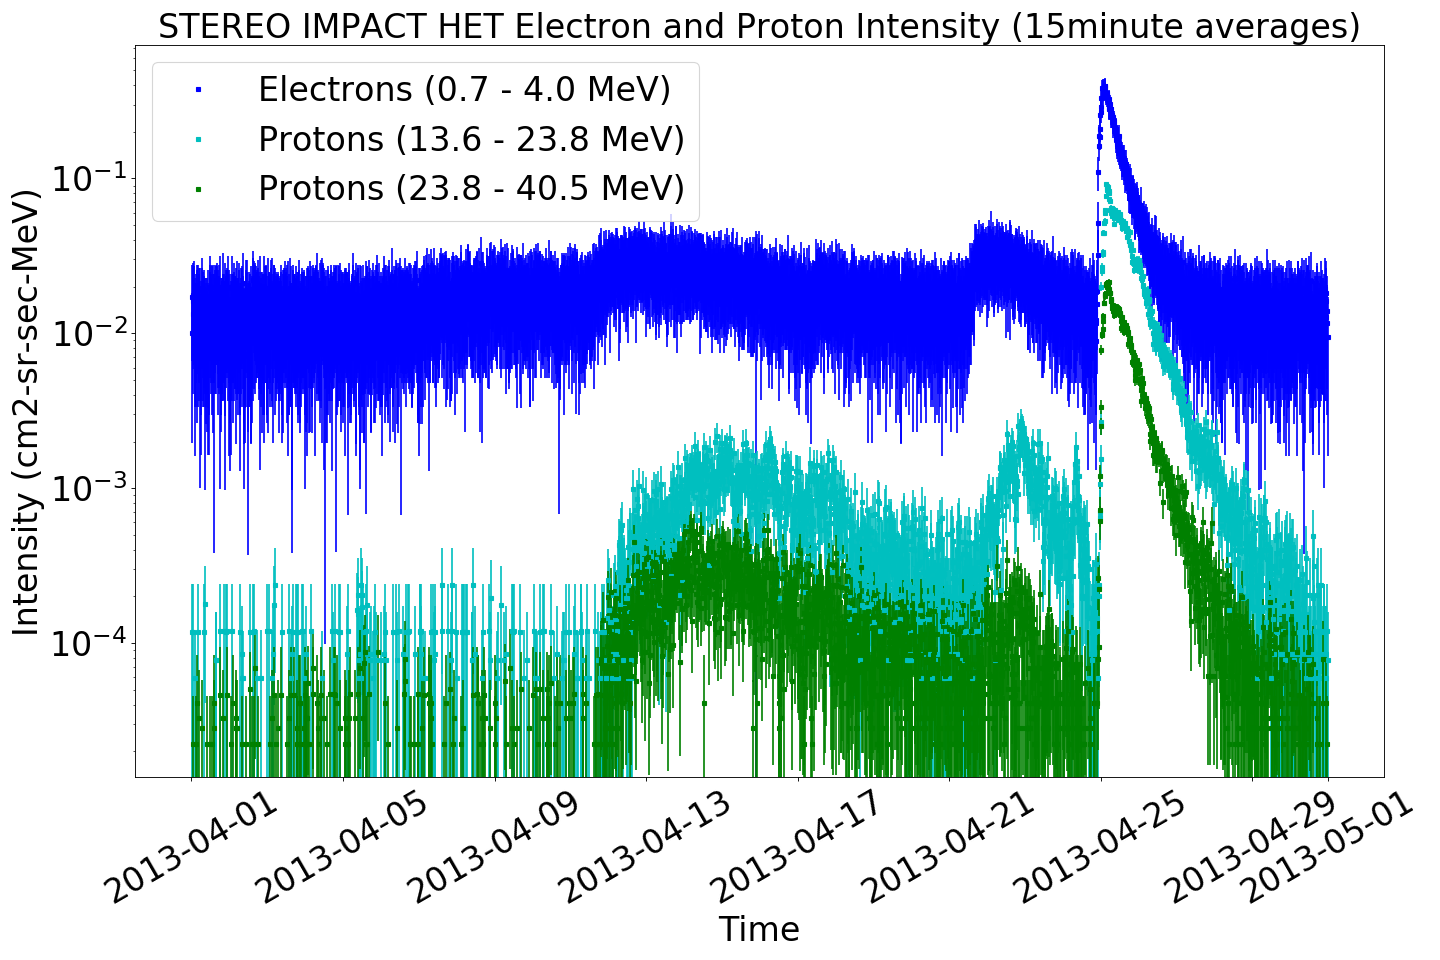 STEREO IMPACT HET Electron and Proton Intensity (15minute averages)
Electrons (0.7 - 4.0 MeV)
Protons (13.6 - 23.8 MeV)
Protons (23.8 - 40.5 MeV)
Intensity (cm2-sr-sec-MeV)
10⁻¹
10⁻²
10⁻³
10⁻⁴
2013-04-01
2013-04-05
2013-04-09
2013-04-13
2013-04-17
2013-04-21
2013-04-25
2013-04-29
2013-05-01
Time